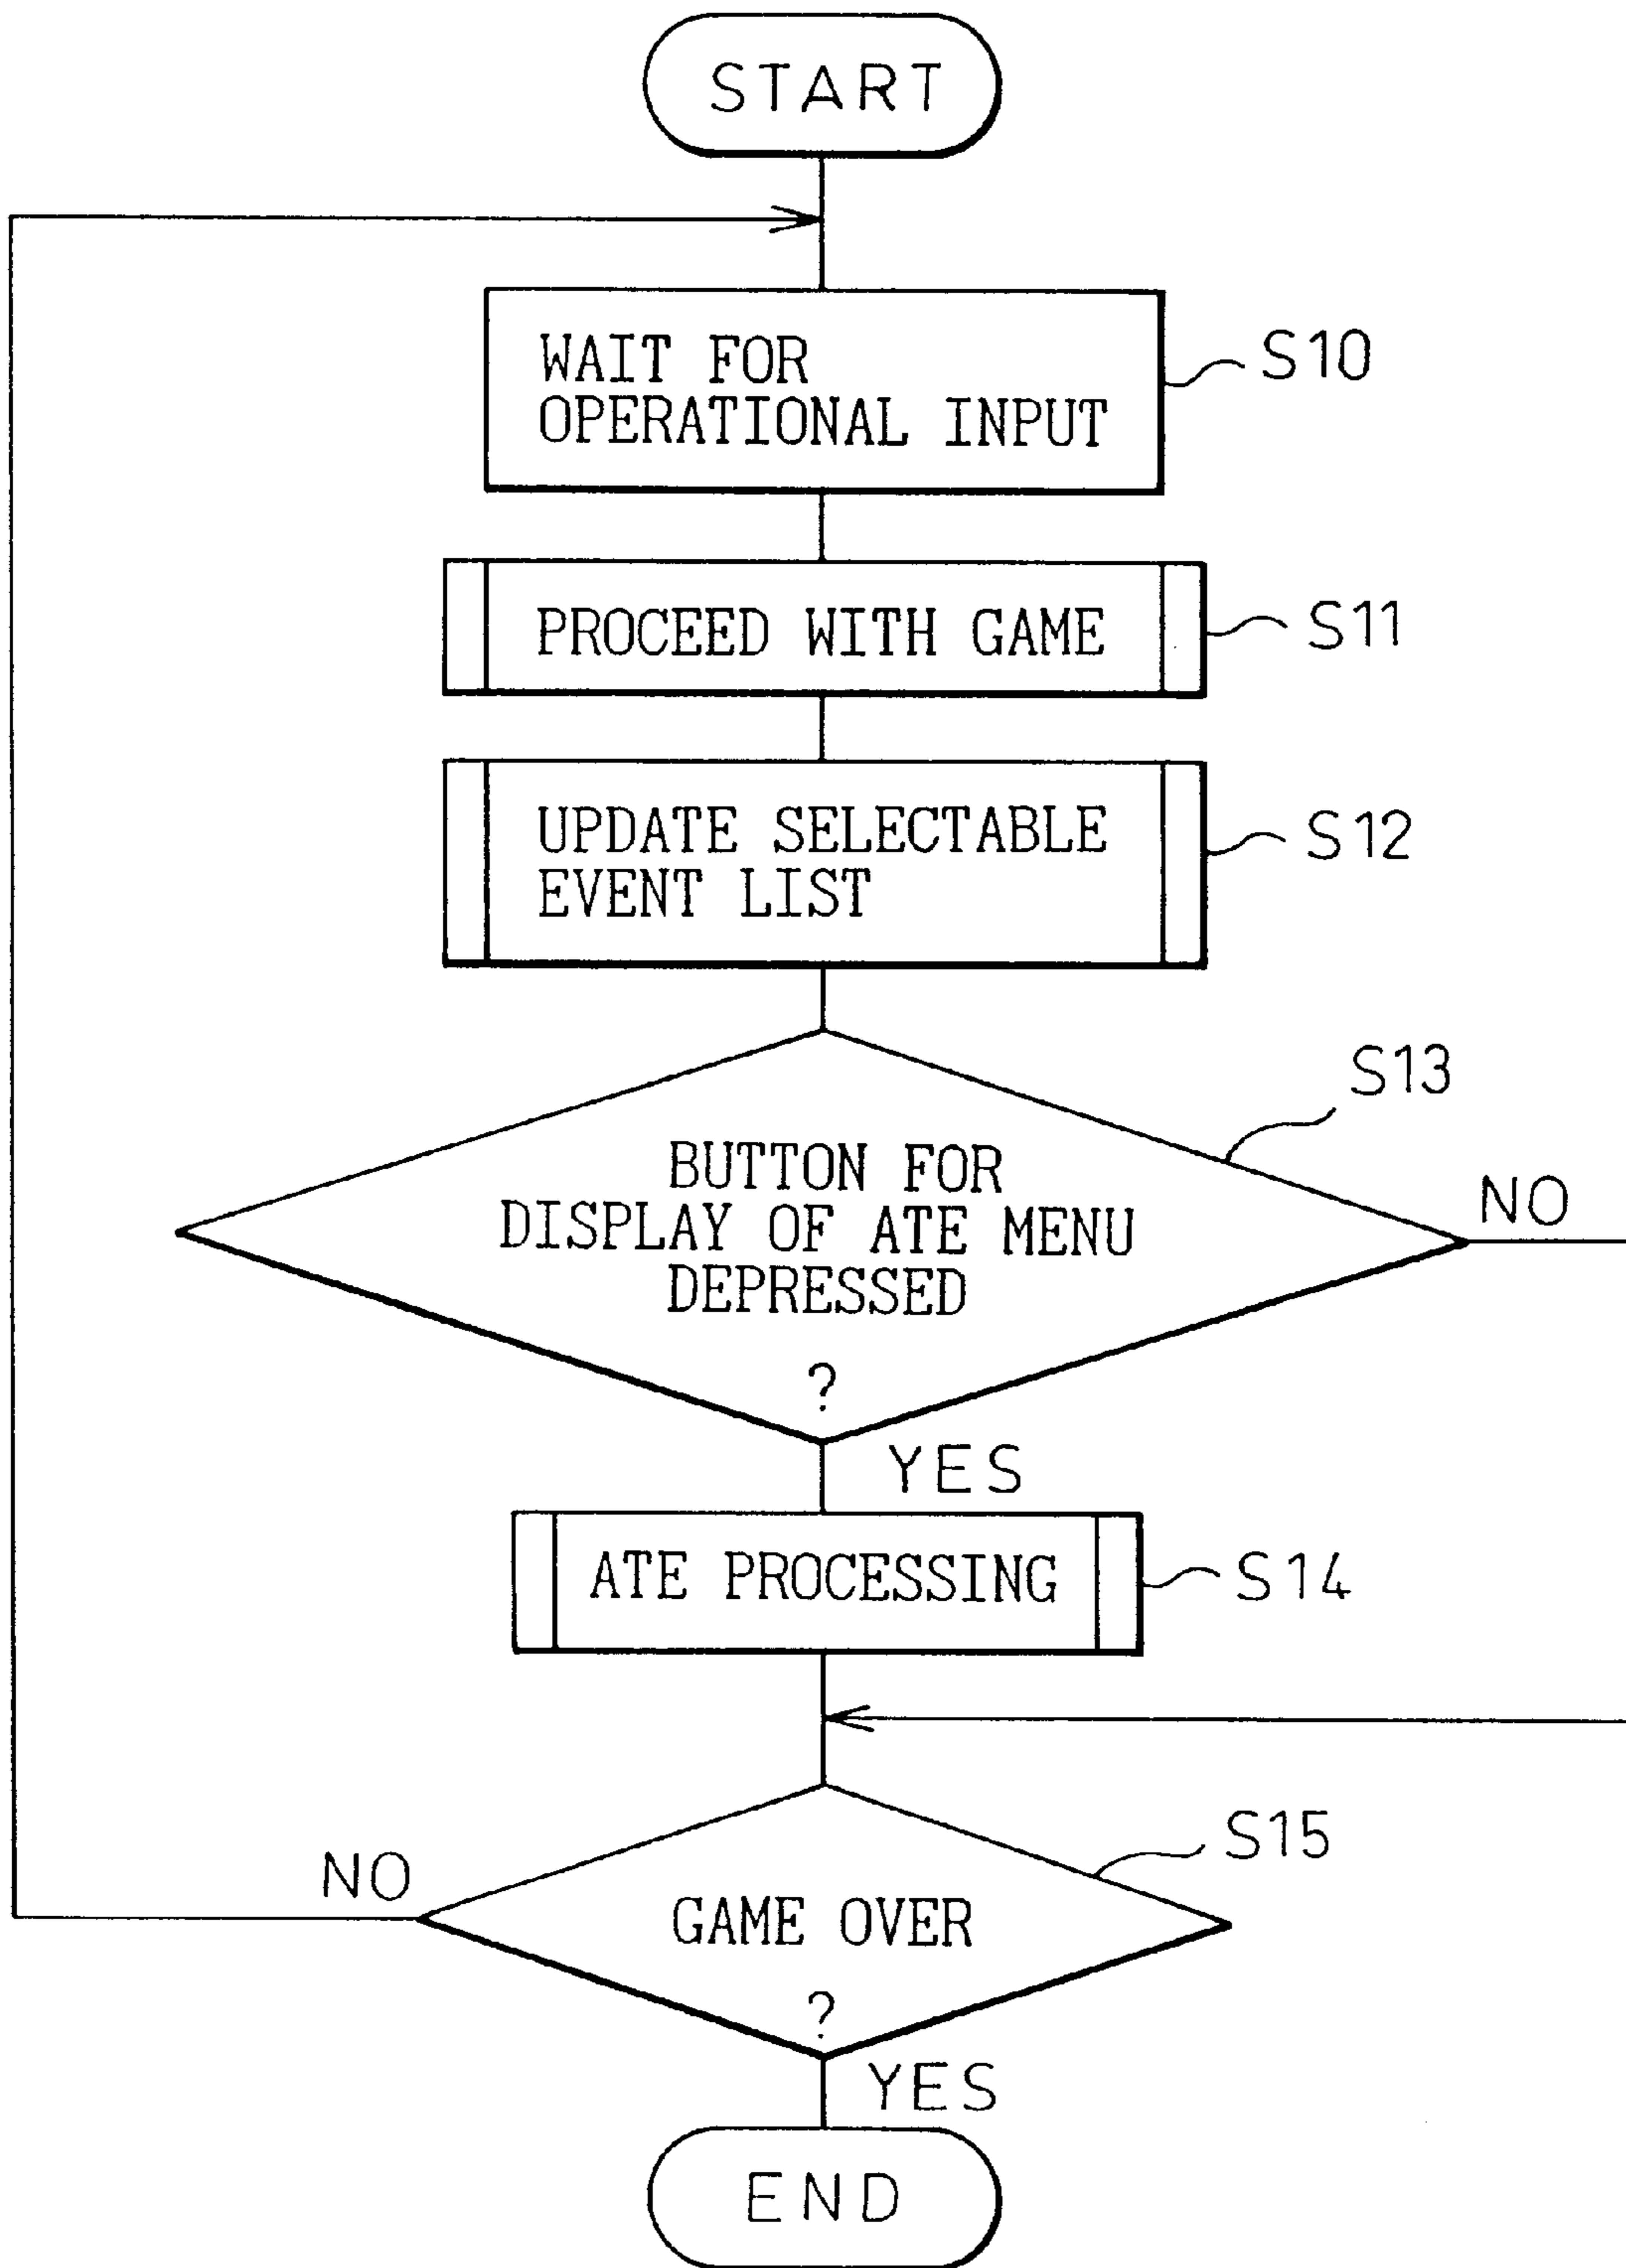 START
WAIT FOR
OPERATIONAL INPUT
S10
PROCEED WITH GAME
S11
UPDATE SELECTABLE
EVENT LIST
S12
S13
BUTTON FOR
DISPLAY OF ATE MENU
DEPRESSED
?
NO
YES
ATE PROCESSING
S14
S15
NO
GAME OVER
?
YES
END